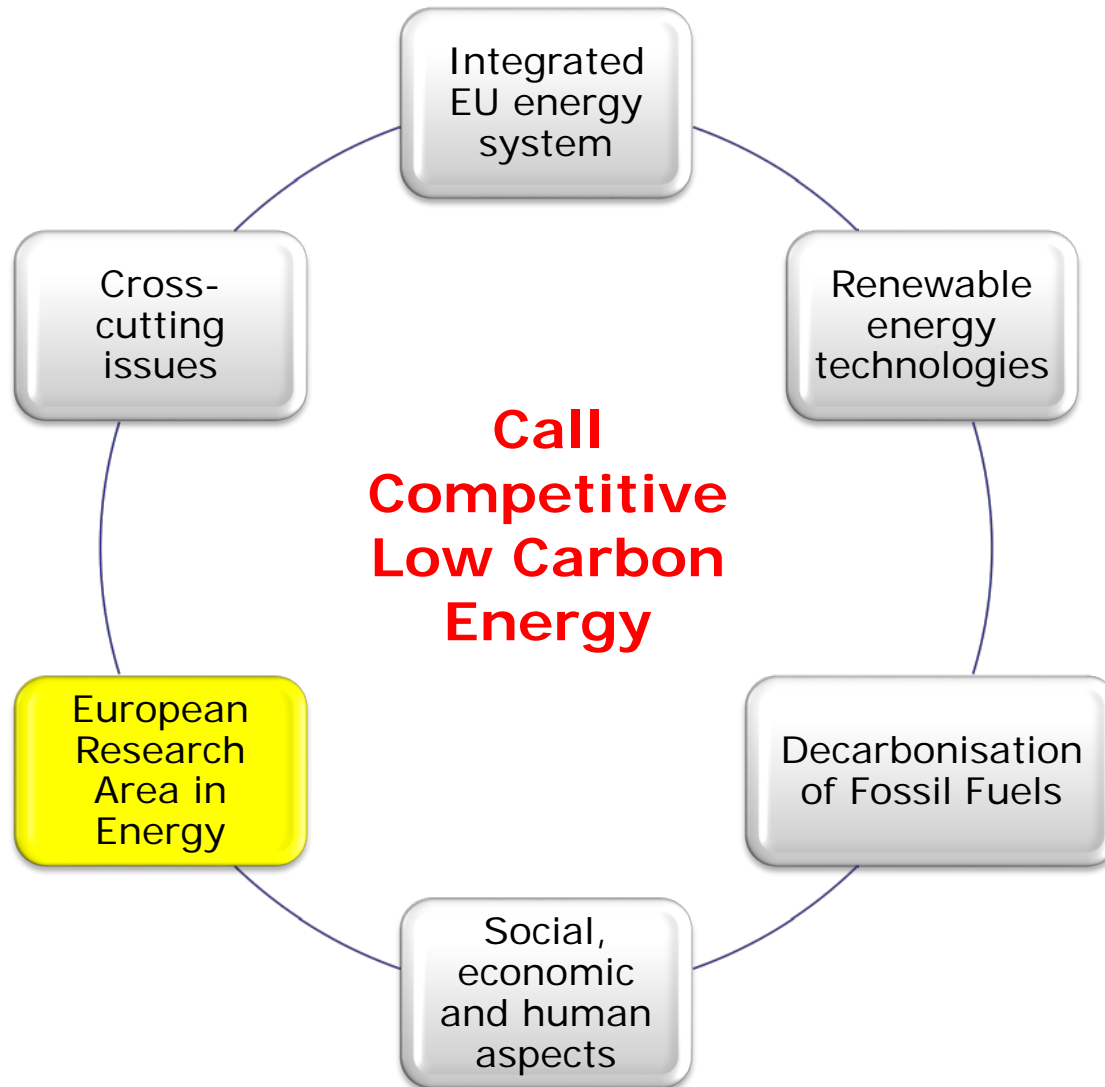 Integrated
EU energy
system
Renewable
energy
technologies
Decarbonisation
of Fossil Fuels
Social,
economic
and human
aspects
European
Research
Area in
Energy
Cross-
cutting
issues
Call
Competitive
Low Carbon
Energy